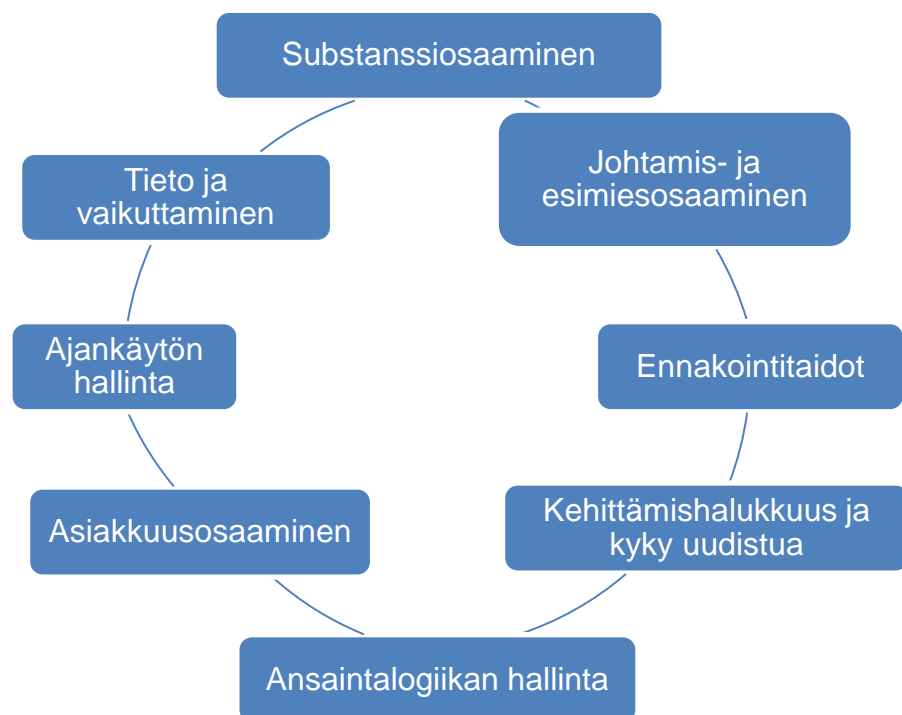 Substanssiosaaminen
Johtamis- ja
esimiesosaaminen
Ennakointitaidot
Kehittämishalukkuus ja
kyky uudistua
Ansaintalogiikan hallinta
Asiakkuusosaaminen
Ajankäytön
hallinta
Tieto ja
vaikuttaminen